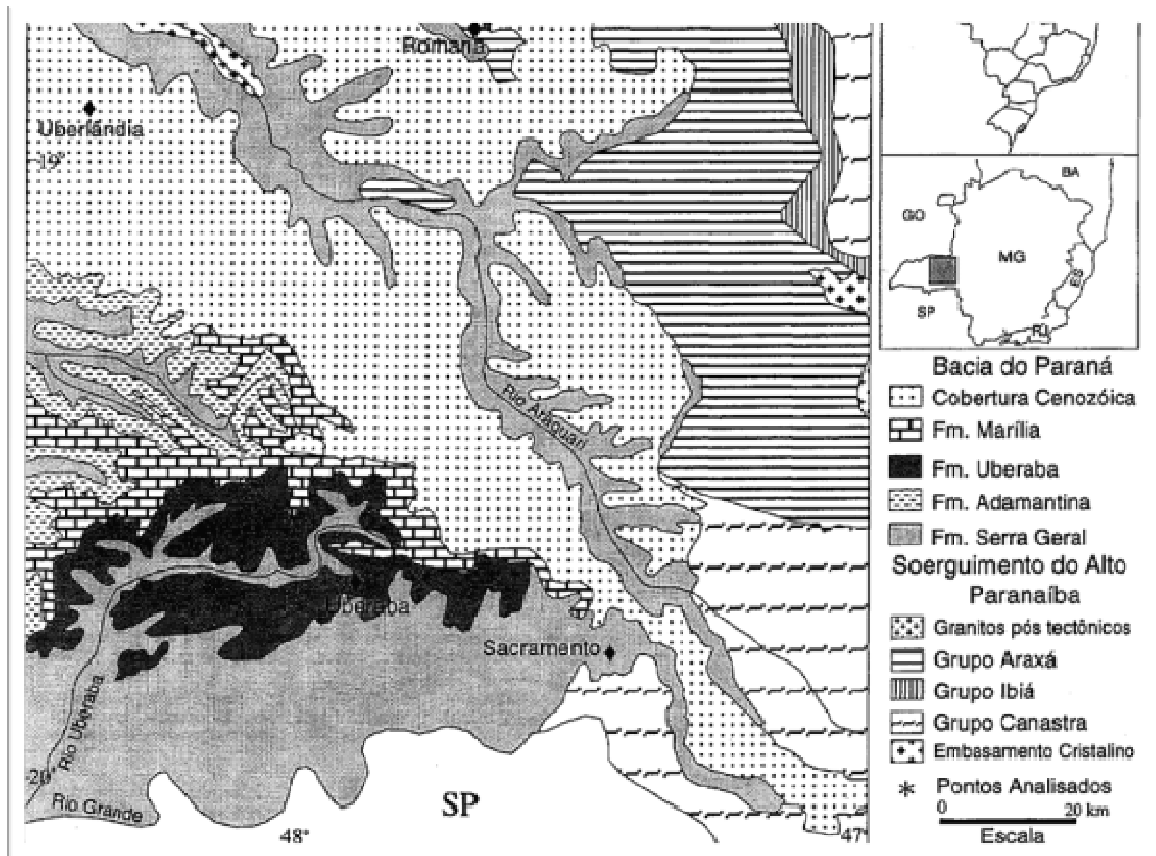 Romaria
Uberlândia
19°
Rio Araguari
Uberaba
Sacramento
Rio Uberaba
20°
Rio Grande
SP
48°
47°
BA
GO
MG
ES
SP
RJ
Bacia do Paraná
Cobertura Cenozóica
Fm. Marília
Fm. Uberaba
Fm. Adamantina
Fm. Serra Geral
Soerguimento do Alto
Paranaíba
Granitos pós tectônicos
Grupo Araxá
Grupo Ibiá
Grupo Canastra
Embasamento Cristalino
Pontos Analisados
0 20 km
Escala